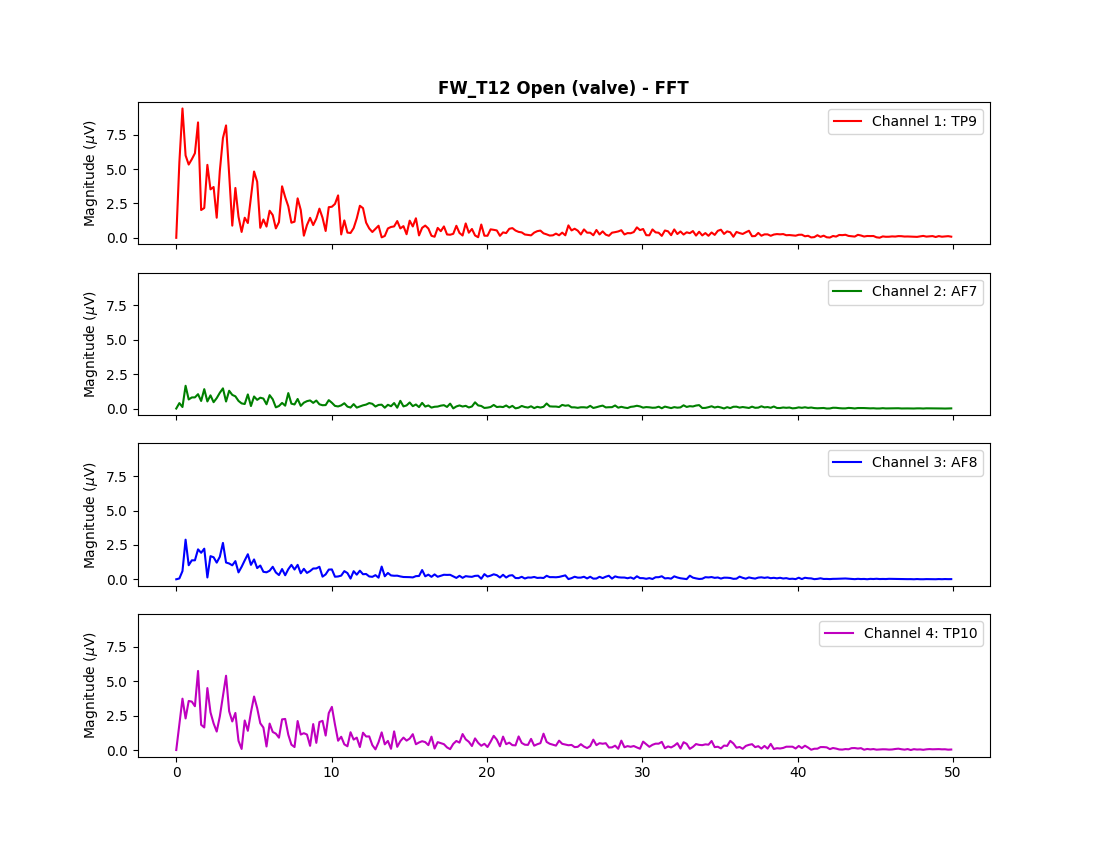 FW_T12 Open (valve) - FFT
Magnitude (μV)
7.5
5.0
2.5
0.0
Channel 1: TP9
Magnitude (μV)
7.5
5.0
2.5
0.0
Channel 2: AF7
Magnitude (μV)
7.5
5.0
2.5
0.0
Channel 3: AF8
Magnitude (μV)
7.5
5.0
2.5
0.0
Channel 4: TP10
0 10 20 30 40 50